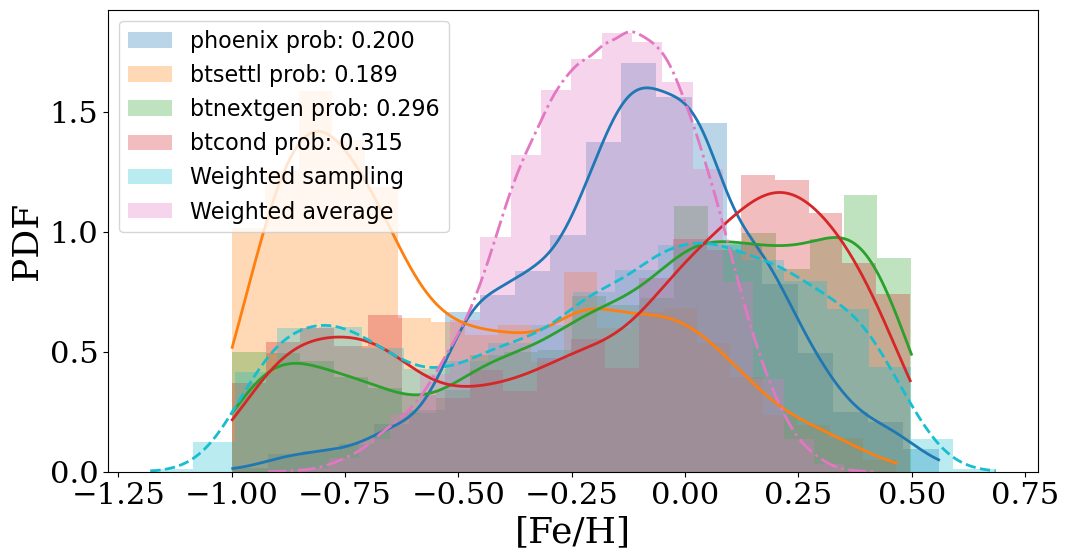 phoenix prob: 0.200
btsettl prob: 0.189
btnextgen prob: 0.296
btcond prob: 0.315
Weighted sampling
Weighted average
PDF
1.5
1.0
0.5
0.0
−1.25 −1.00 −0.75 −0.50 −0.25 0.00 0.25 0.50 0.75
[Fe/H]